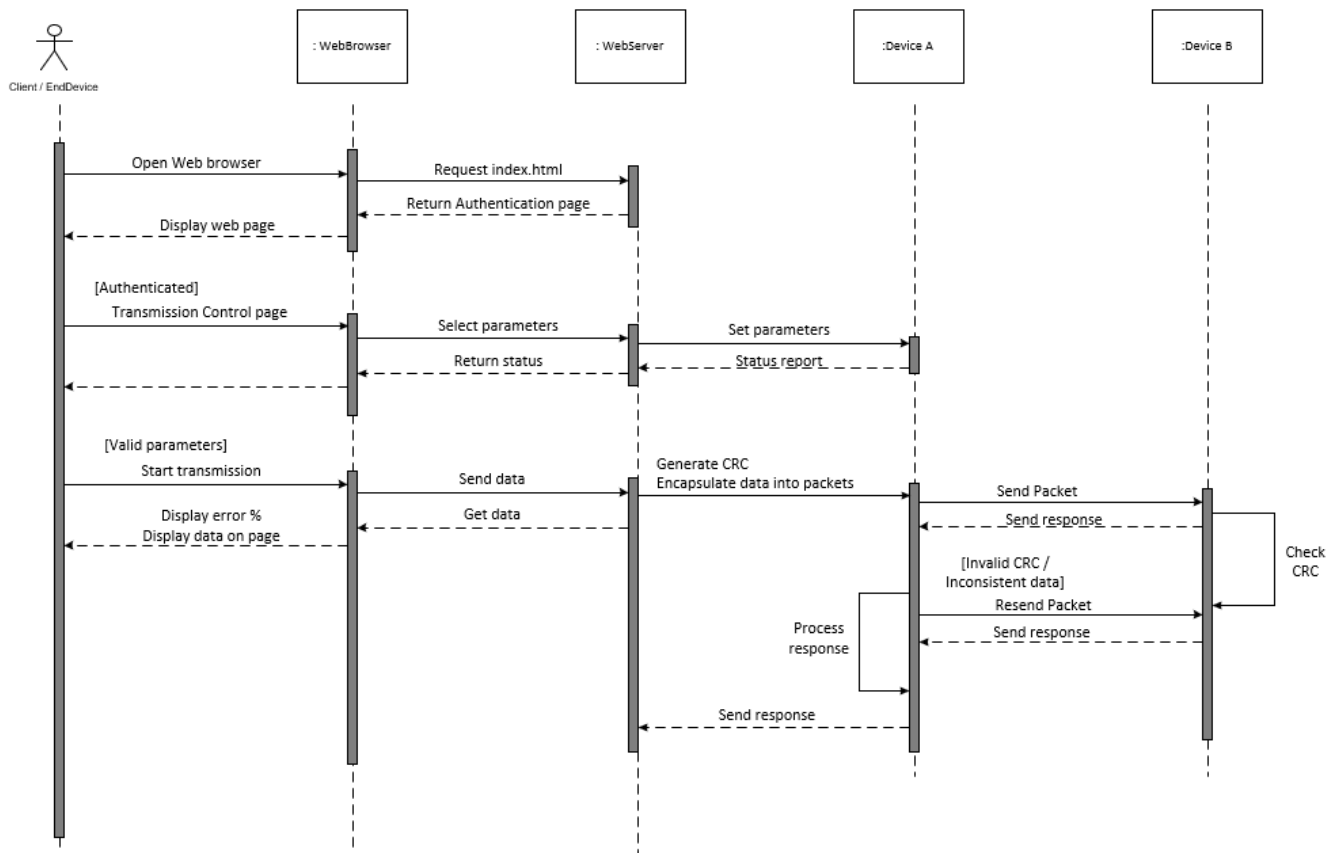 : WebBrowser
: WebServer
:Device A
:Device B
Client / EndDevice
Open Web browser
Request index.html
Return Authentication page
Display web page
[Authenticated]
Transmission Control page
Select parameters
Set parameters
Return status
Status report
[Valid parameters]
Start transmission
Send data
Generate CRC
Encapsulate data into packets
Send Packet
Display error %
Display data on page
Get data
Send response
Check
CRC
[Invalid CRC /
Inconsistent data]
Resend Packet
Process
response
Send response
Send response